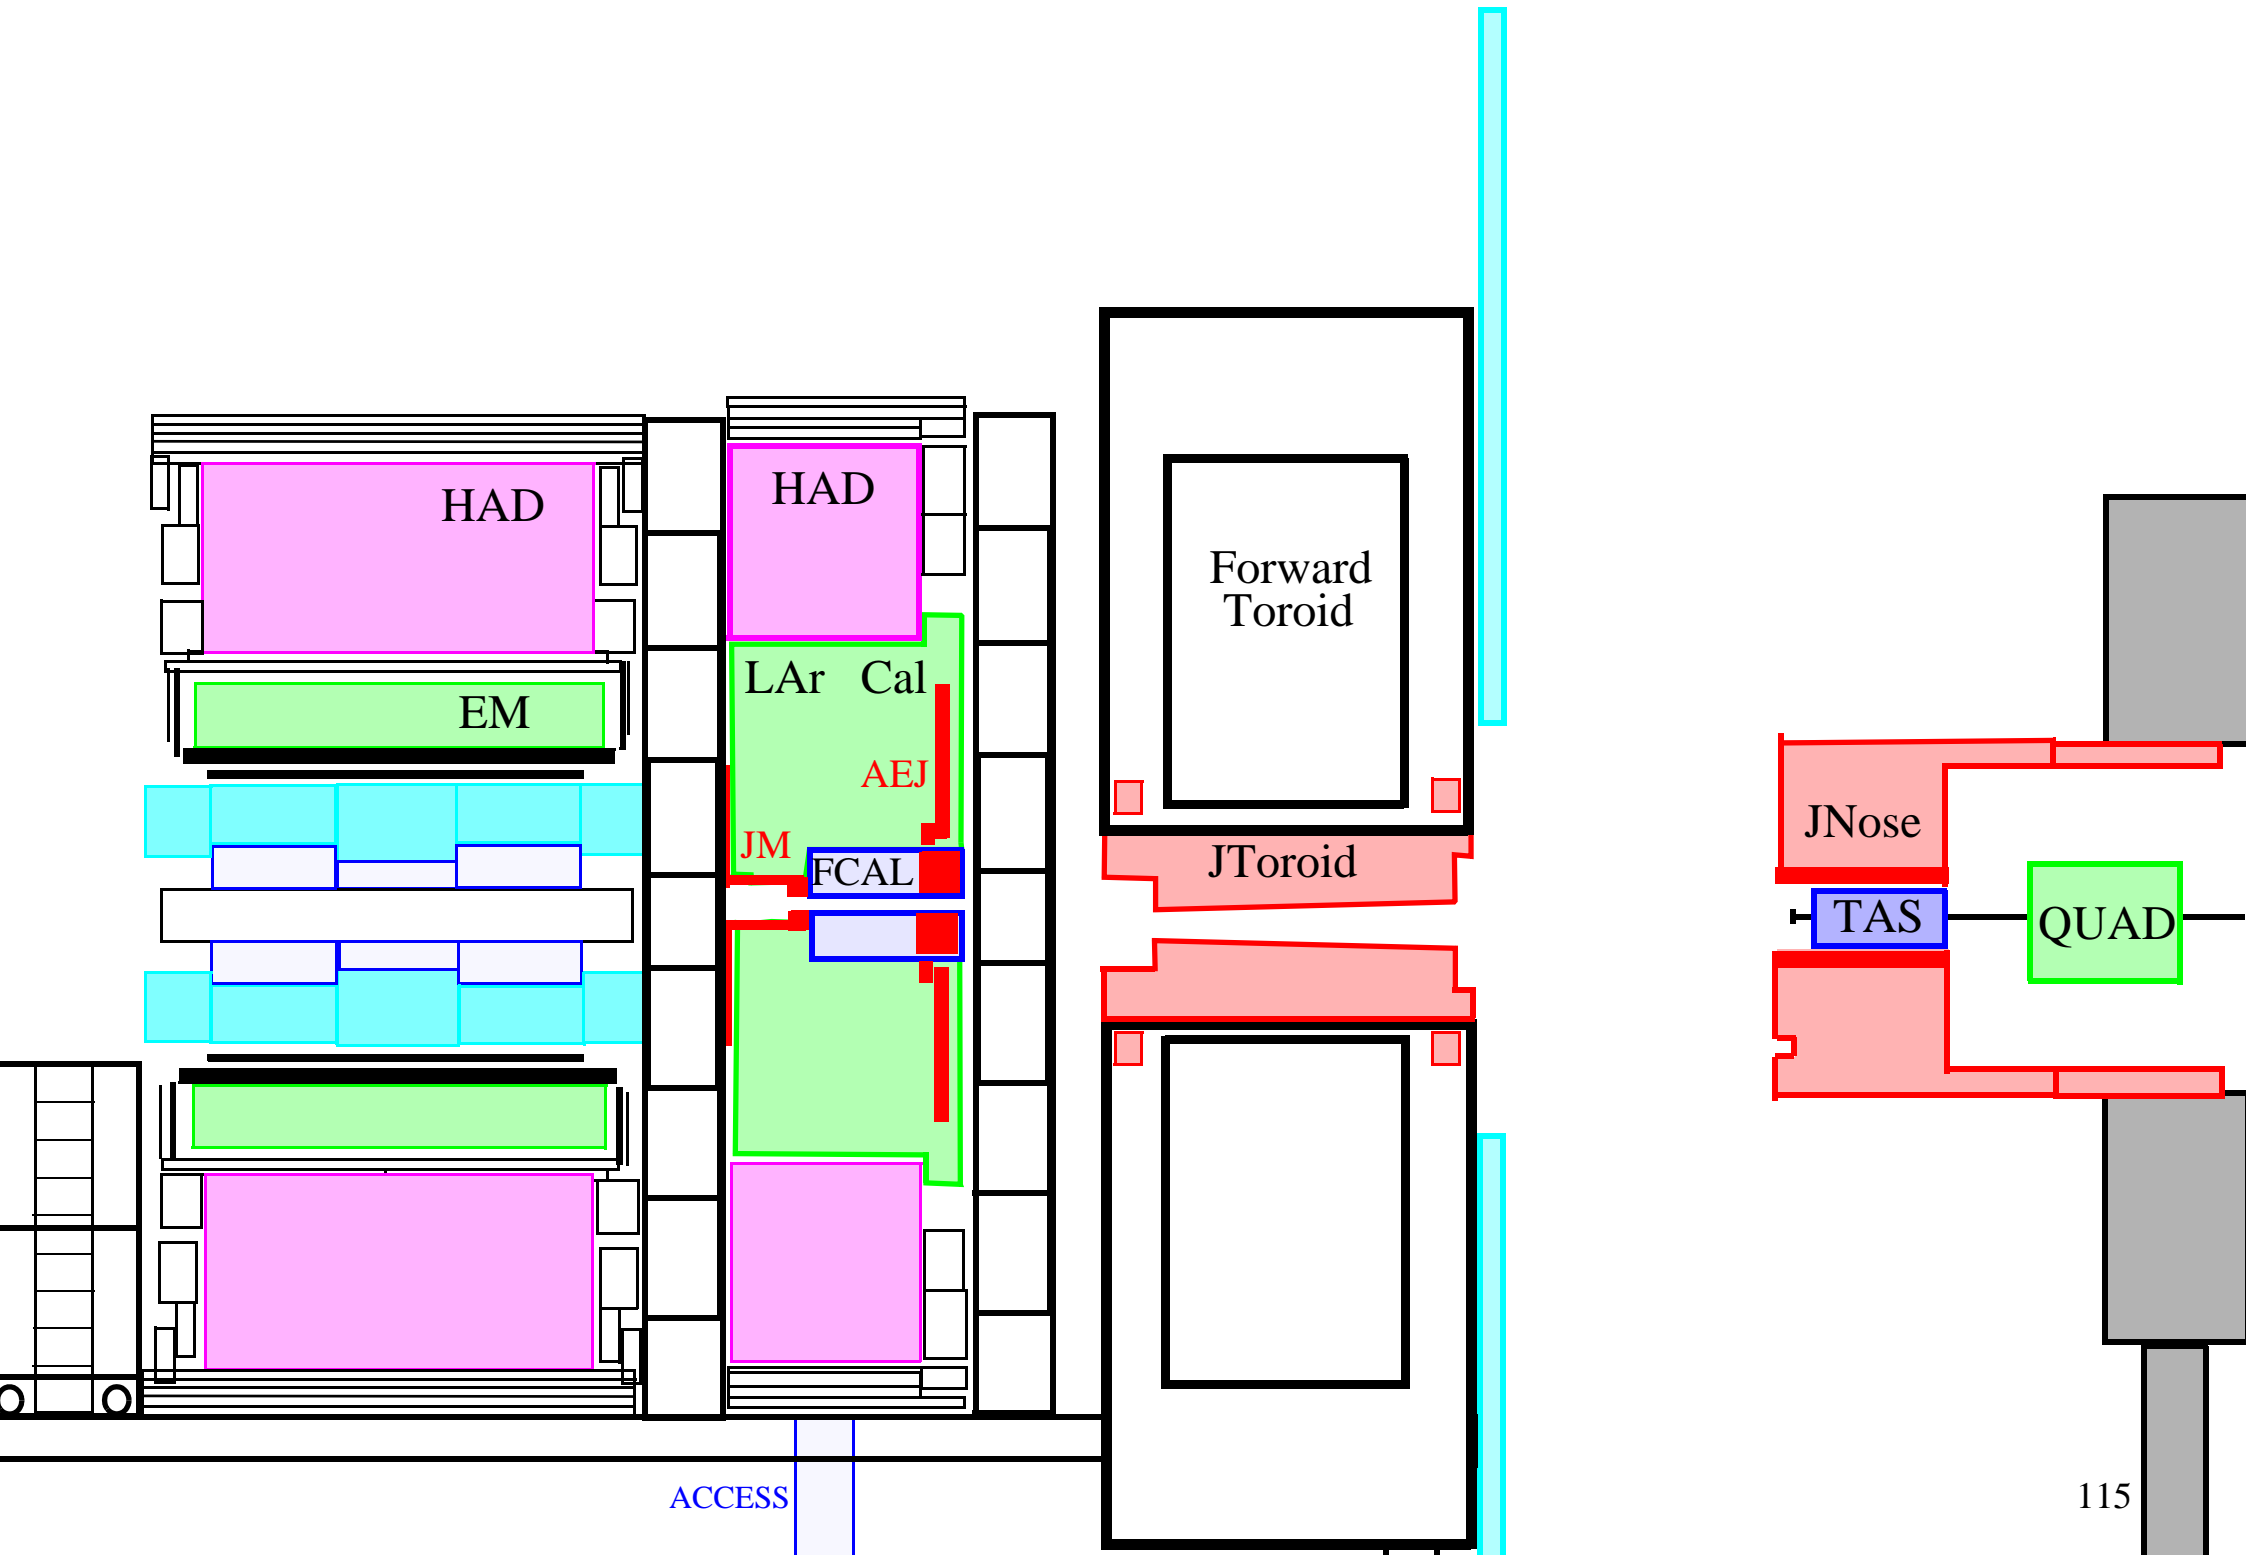 HAD
HAD
Forward
Toroid
LAr Cal
EM
AEJ
JM
FCAL
JToroid
JNose
TAS
QUAD
ACCESS
115